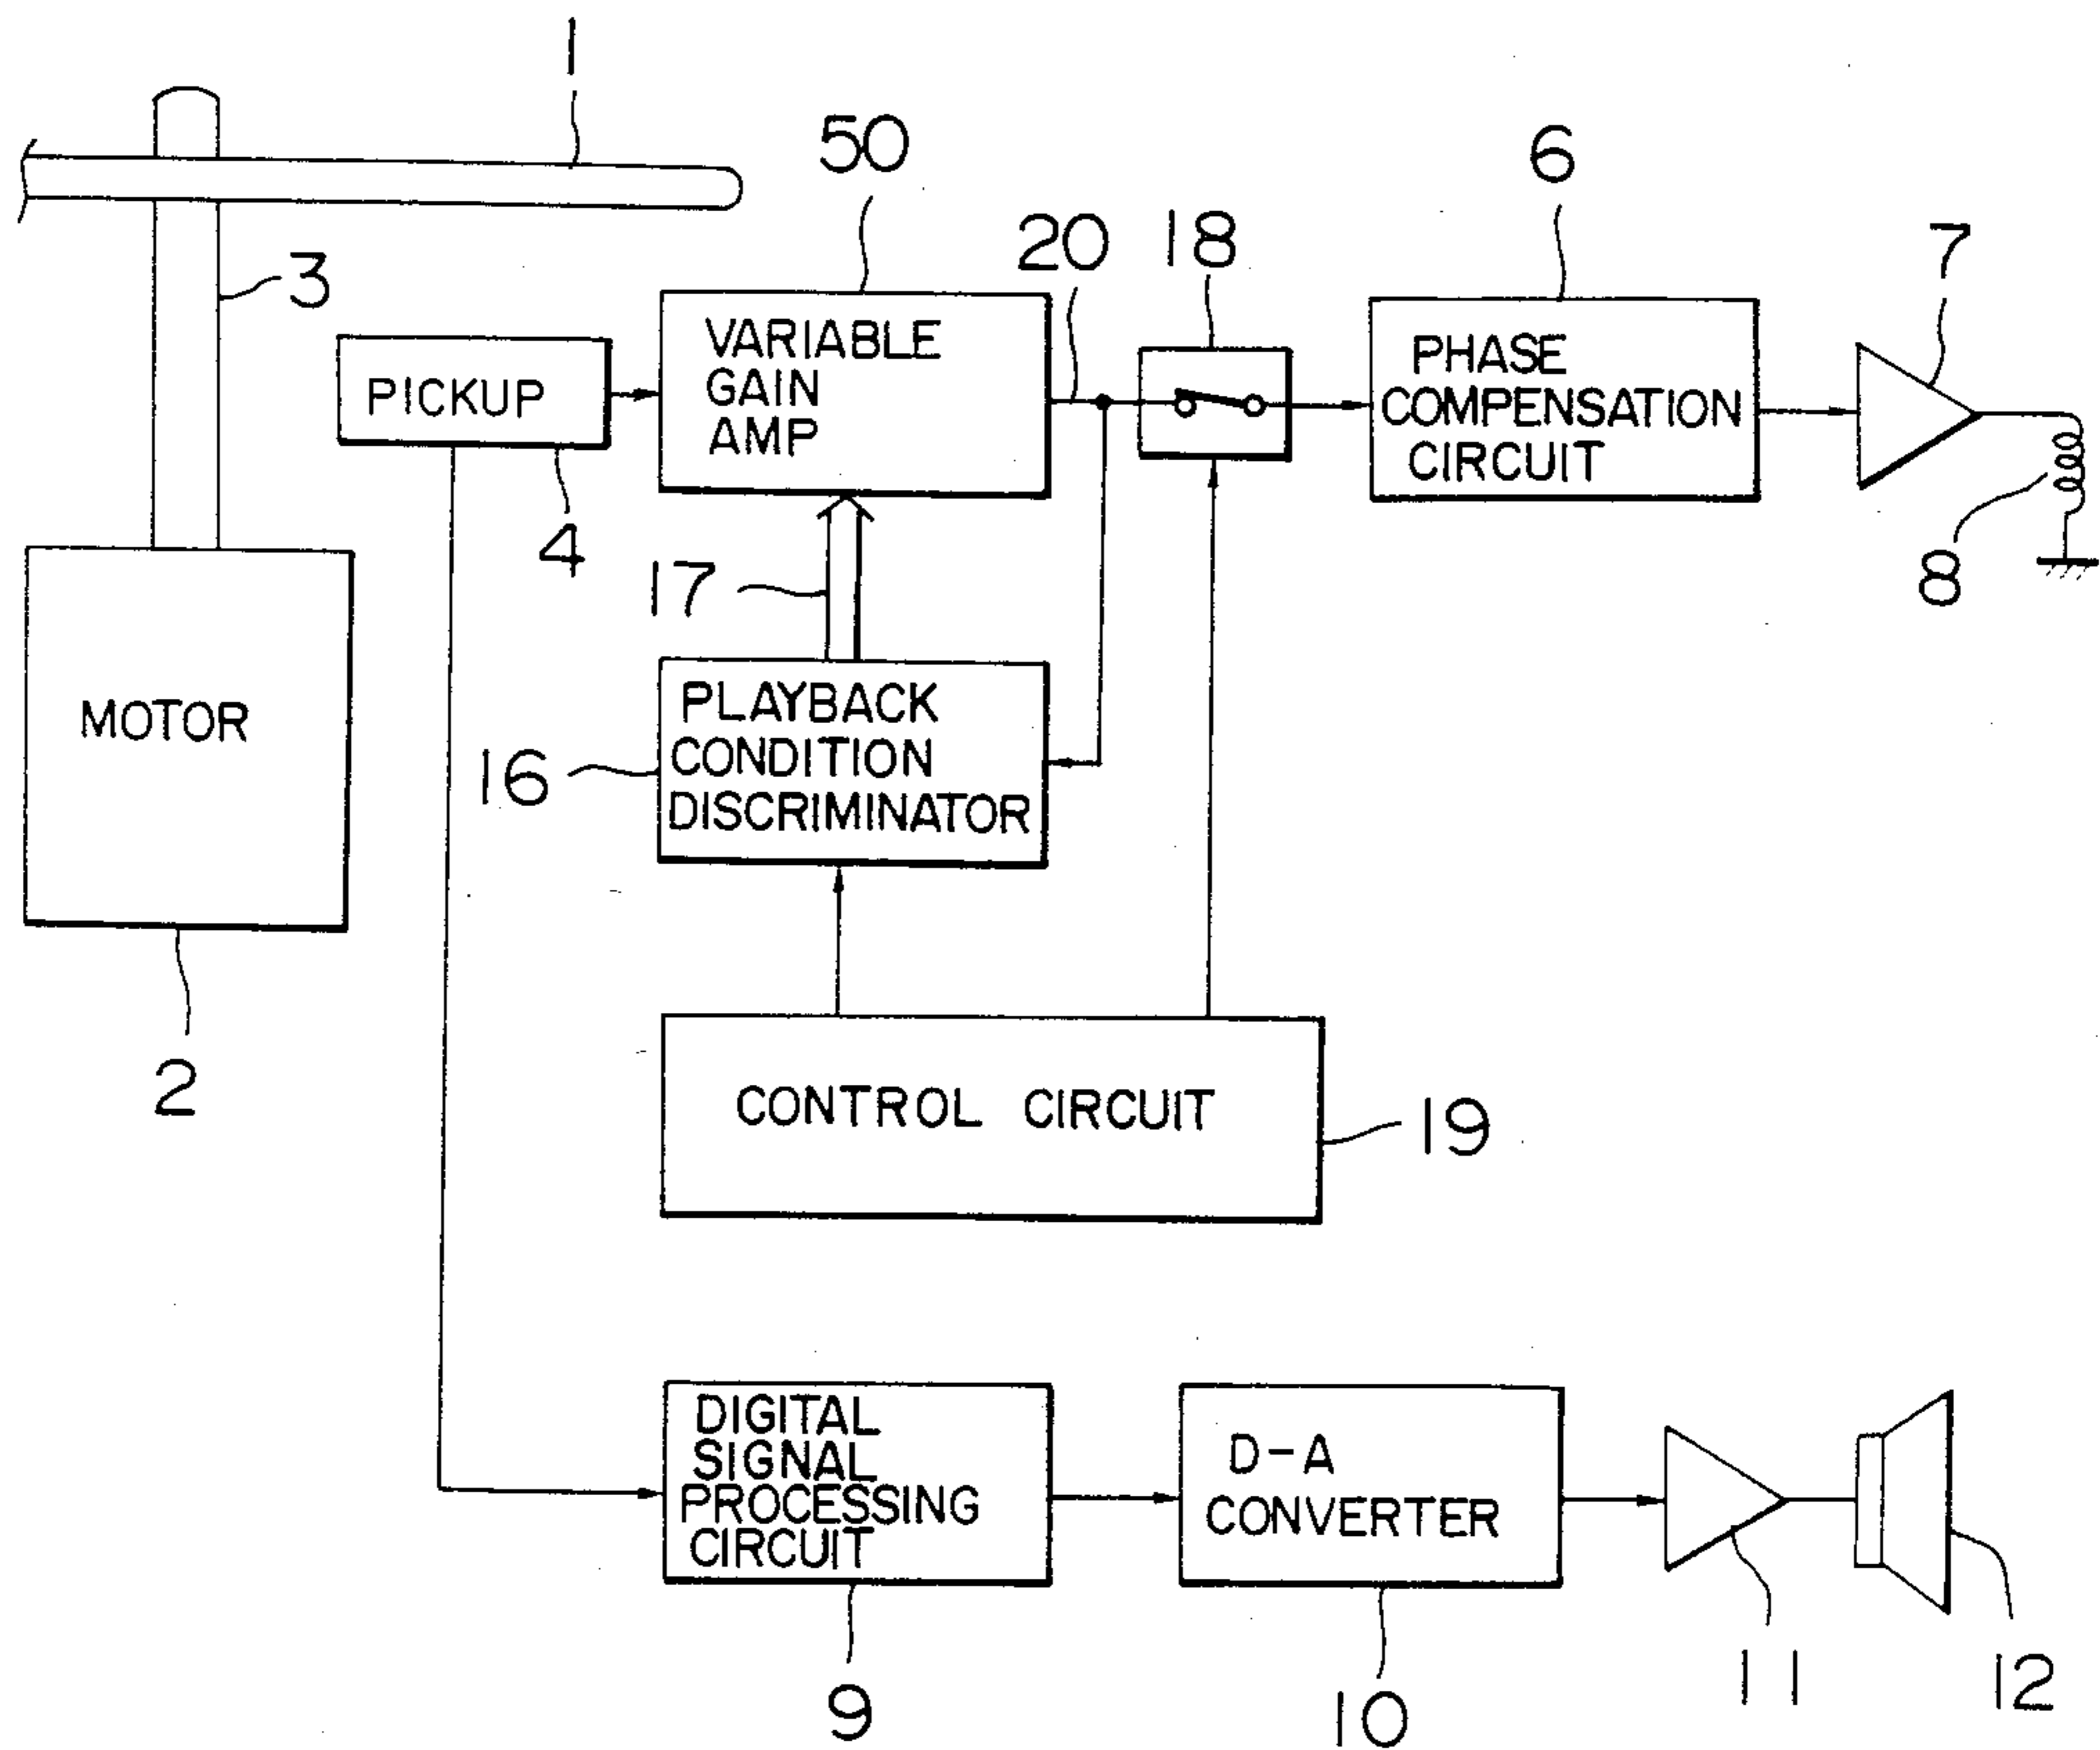 1
50
6
20
18
7
3
VARIABLE
GAIN
AMP
PICKUP
PHASE
COMPENSATION
CIRCUIT
4
17
8
MOTOR
PLAYBACK
CONDITION
DISCRIMINATOR
16
2
CONTROL CIRCUIT
19
DIGITAL
SIGNAL
PROCESSING
CIRCUIT
D-A
CONVERTER
9
10
11
12